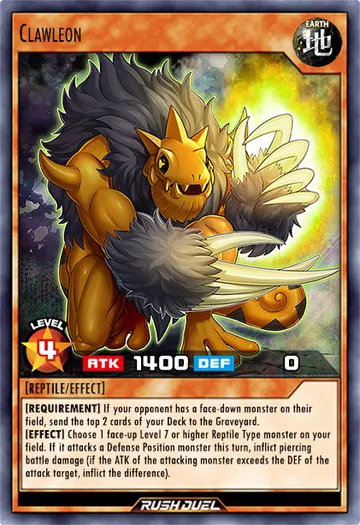 CLAWLEON
EARTH
地
LEVEL
4
ATK 1400 DEF 0
[REPTILE/EFFECT]
[REQUIREMENT] If your opponent has a face-down monster on their
field, send the top 2 cards of your Deck to the Graveyard.
[EFFECT] Choose 1 face-up Level 7 or higher Reptile Type monster on your
field. If it attacks a Defense Position monster this turn, inflict piercing
battle damage (if the ATK of the attacking monster exceeds the DEF of the
attack target, inflict the difference).
RUSH DUEL